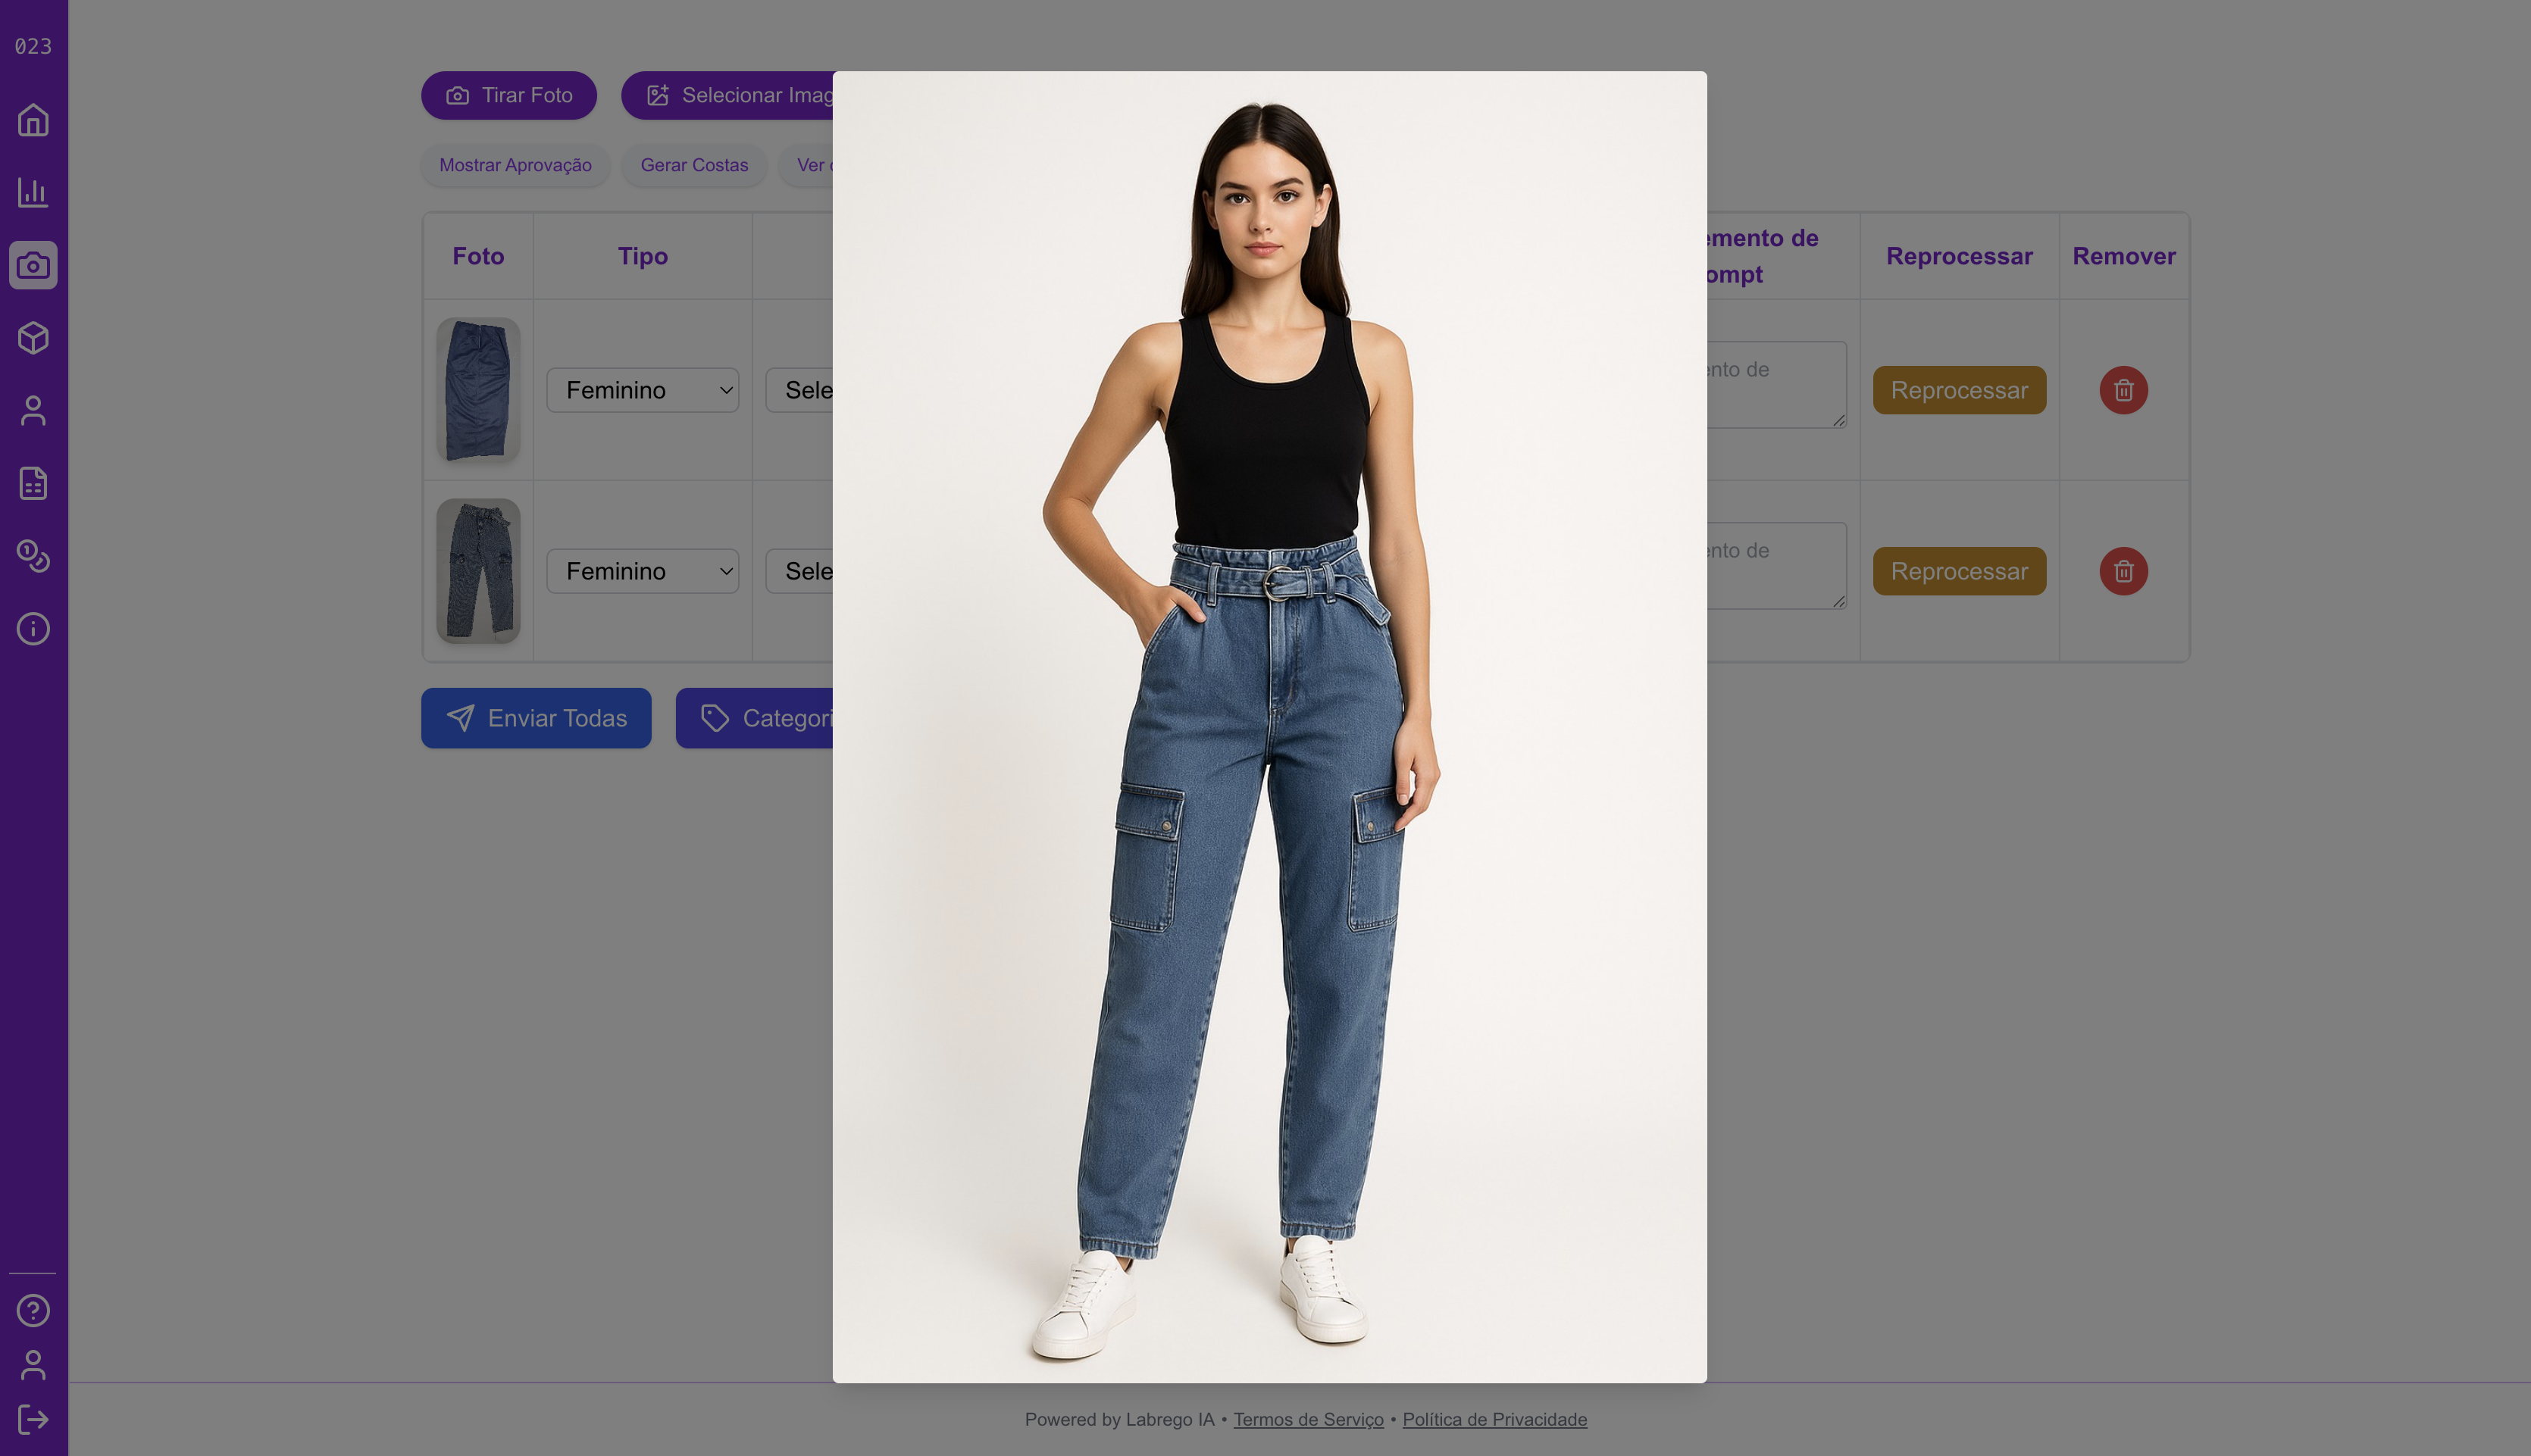 023
Tirar Foto
Selecionar Imag
Mostrar Aprovação
Gerar Costas
Ver
Foto
Tipo
emento de
ompt
Reprocessar
Remover
Feminino
Sele
ento de
Reprocessar
Feminino
Sele
ento de
Reprocessar
Enviar Todas
Categori
Powered by Labrego IA • Termos de Serviço • Política de Privacidade